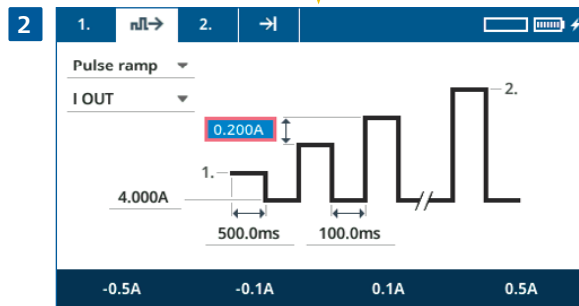 2
1.
2.
Pulse ramp
I OUT
2.
0.200A
1.
4.000A
500.0ms 100.0ms
-0.5A -0.1A 0.1A 0.5A